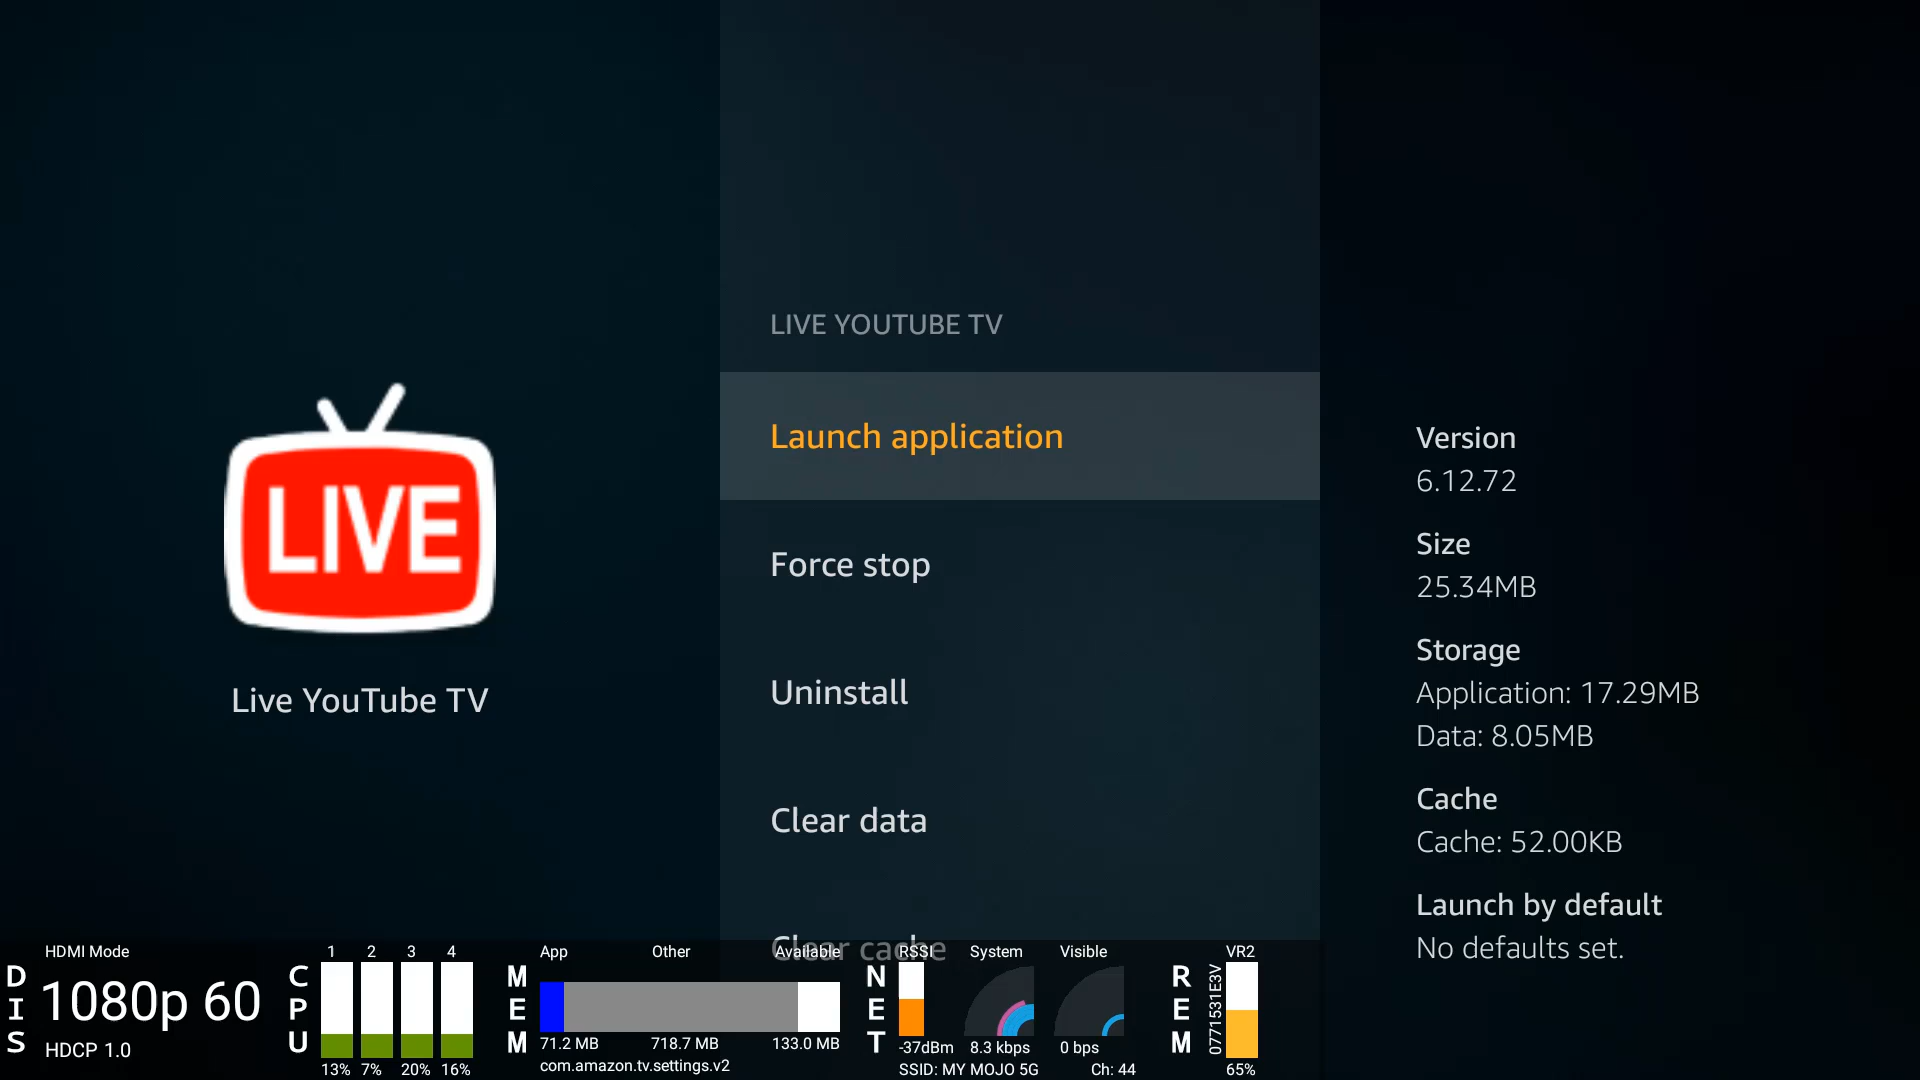 LIVE YOUTUBE TV
Launch application
Force stop
Uninstall
Clear data
Clear cache
LIVE
Live YouTube TV
Version
6.12.72
Size
25.34MB
Storage
Application: 17.29MB
Data: 8.05MB
Cache
Cache: 52.00KB
Launch by default
No defaults set.
DIS
HDMI Mode
1080p 60
HDCP 1.0
CPU
1 2 3 4
13% 7% 20% 16%
MEM
App Other Available
71.2 MB 718.7 MB 133.0 MB
com.amazon.tv.settings.v2
NET
RSSI System Visible
-37dBm 8.3 kbps 0 bps
SSID: MY MOJO 5G Ch: 44
REM
VR2
0771531E3V
65%